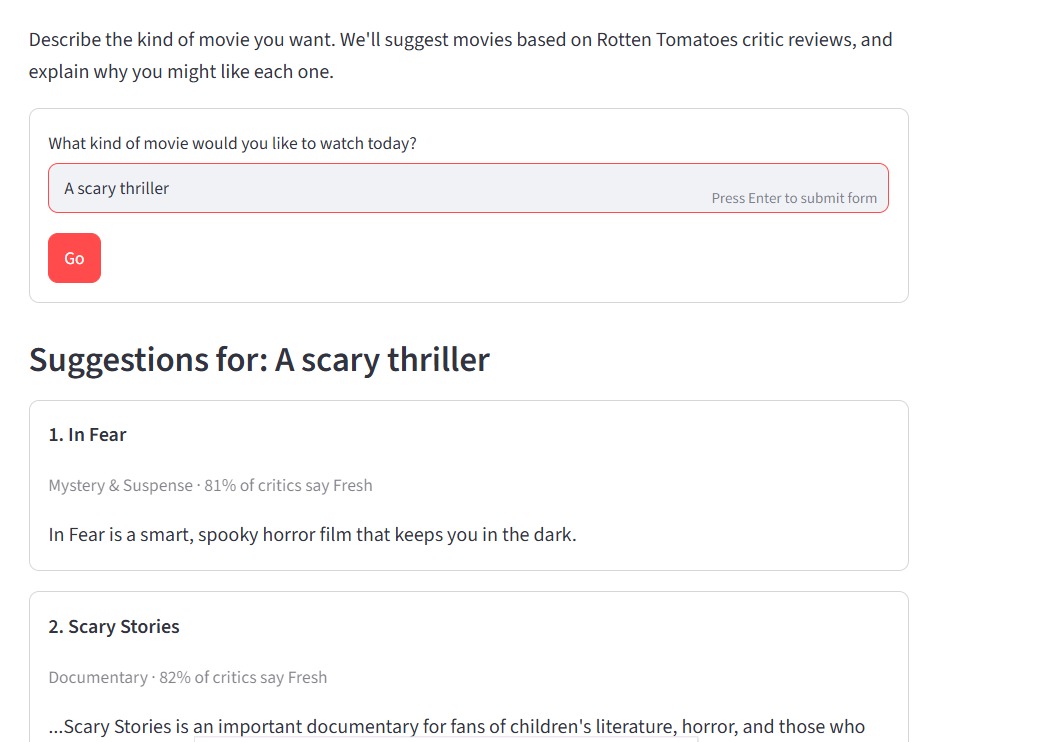 Describe the kind of movie you want. We'll suggest movies based on Rotten Tomatoes critic reviews, and
explain why you might like each one.
What kind of movie would you like to watch today?
A scary thriller
Press Enter to submit form
Go
Suggestions for: A scary thriller
1. In Fear
Mystery & Suspense · 81% of critics say Fresh
In Fear is a smart, spooky horror film that keeps you in the dark.
2. Scary Stories
Documentary · 82% of critics say Fresh
...Scary Stories is an important documentary for fans of children's literature, horror, and those who